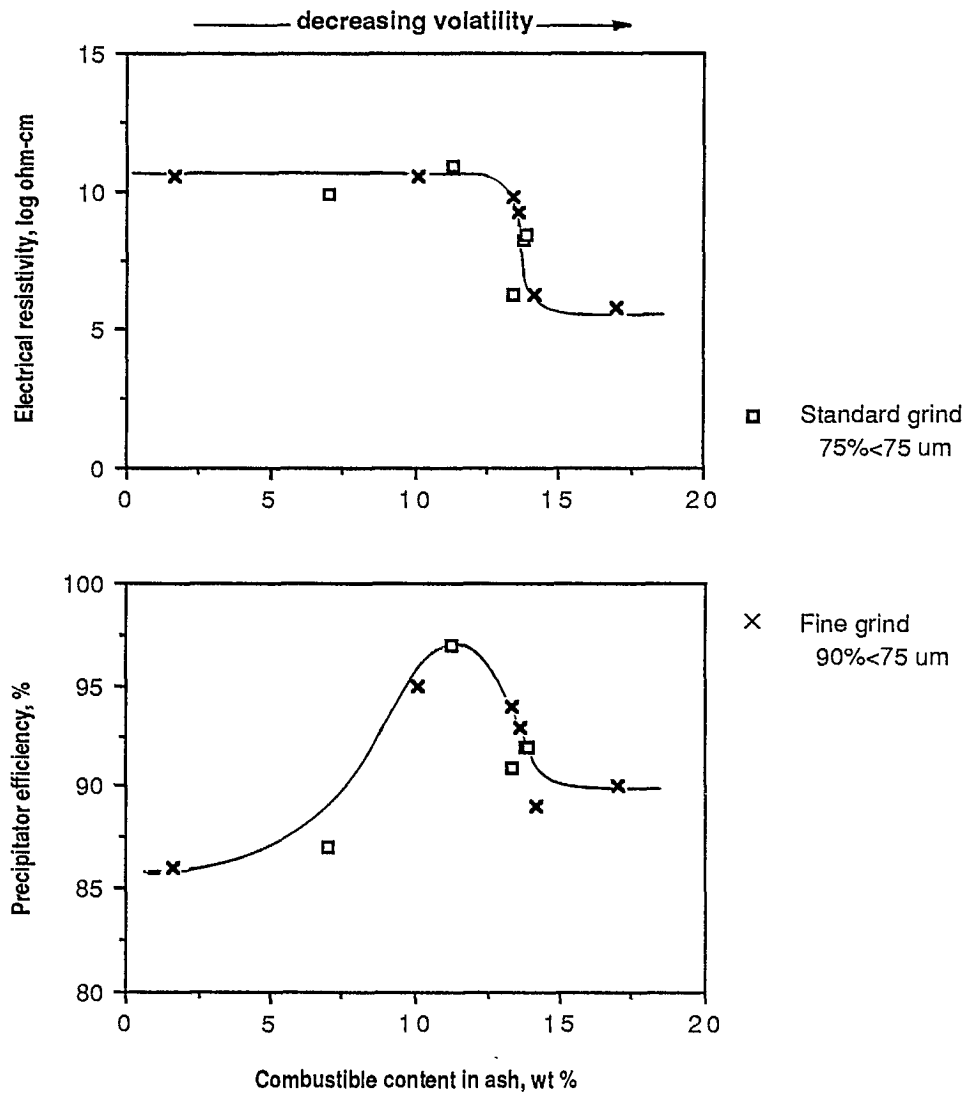 decreasing volatility
15
10
5
0
0 5 10 15 20
Electrical resistivity, log ohm-cm
Standard grind
75%<75 um
100
95
90
85
80
0 5 10 15 20
Precipitator efficiency, %
Fine grind
90%<75 um
Combustible content in ash, wt %